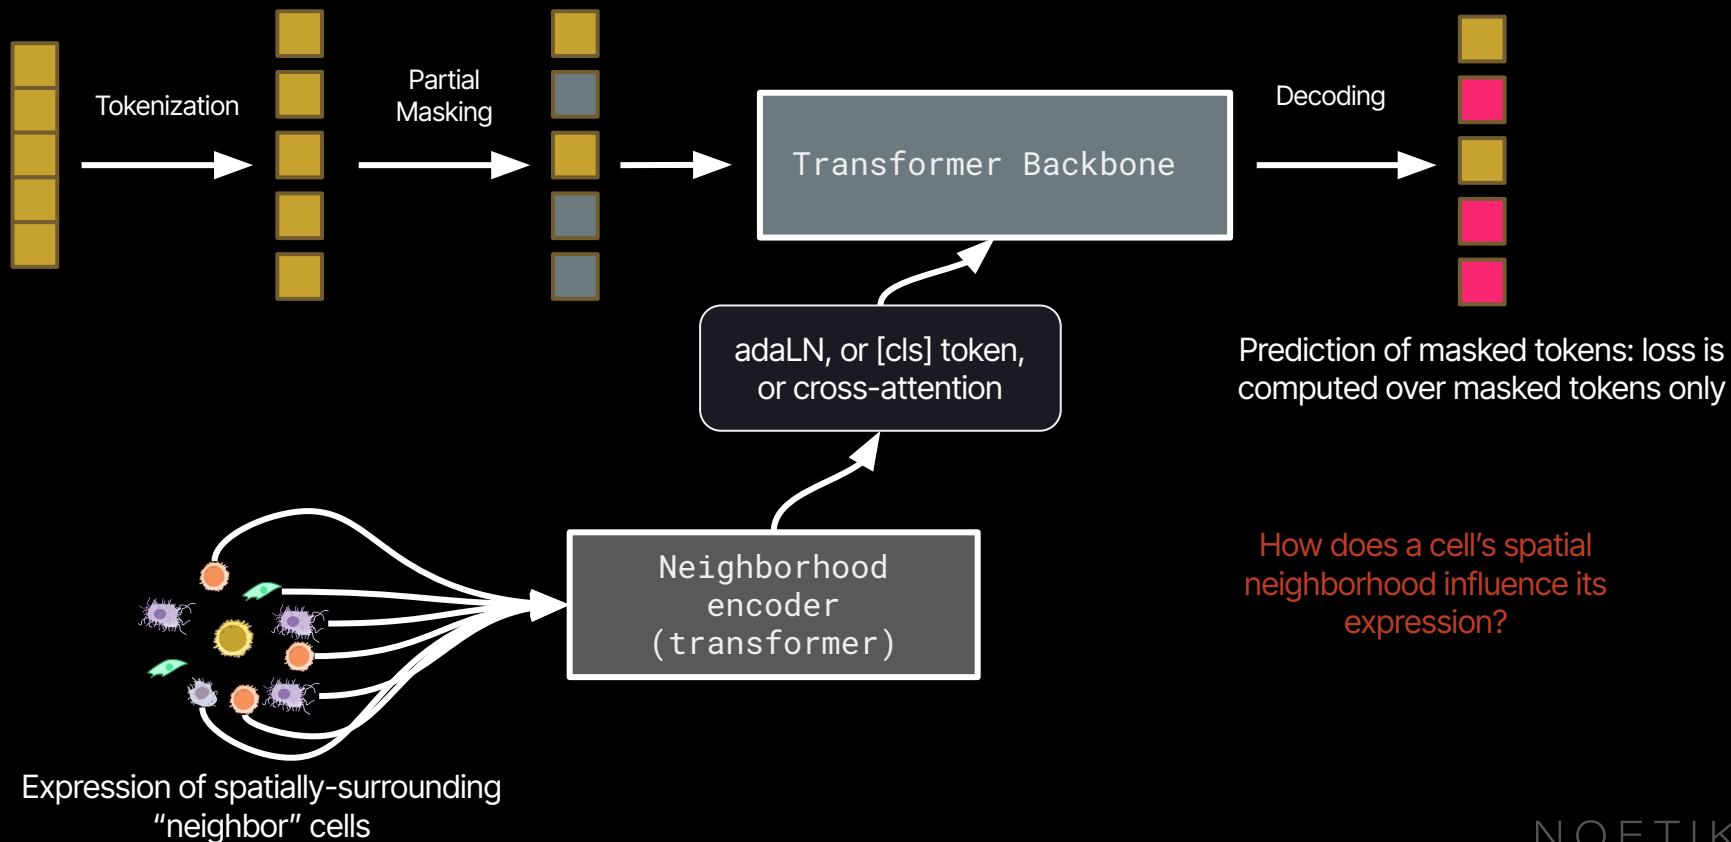 Tokenization
Partial
Masking
Transformer Backbone
Decoding
adaLN, or [cls] token,
or cross-attention
Prediction of masked tokens: loss is
computed over masked tokens only
Neighborhood
encoder
(transformer)
How does a cell's spatial
neighborhood influence its
expression?
Expression of spatially-surrounding
“neighbor” cells
NOETIK